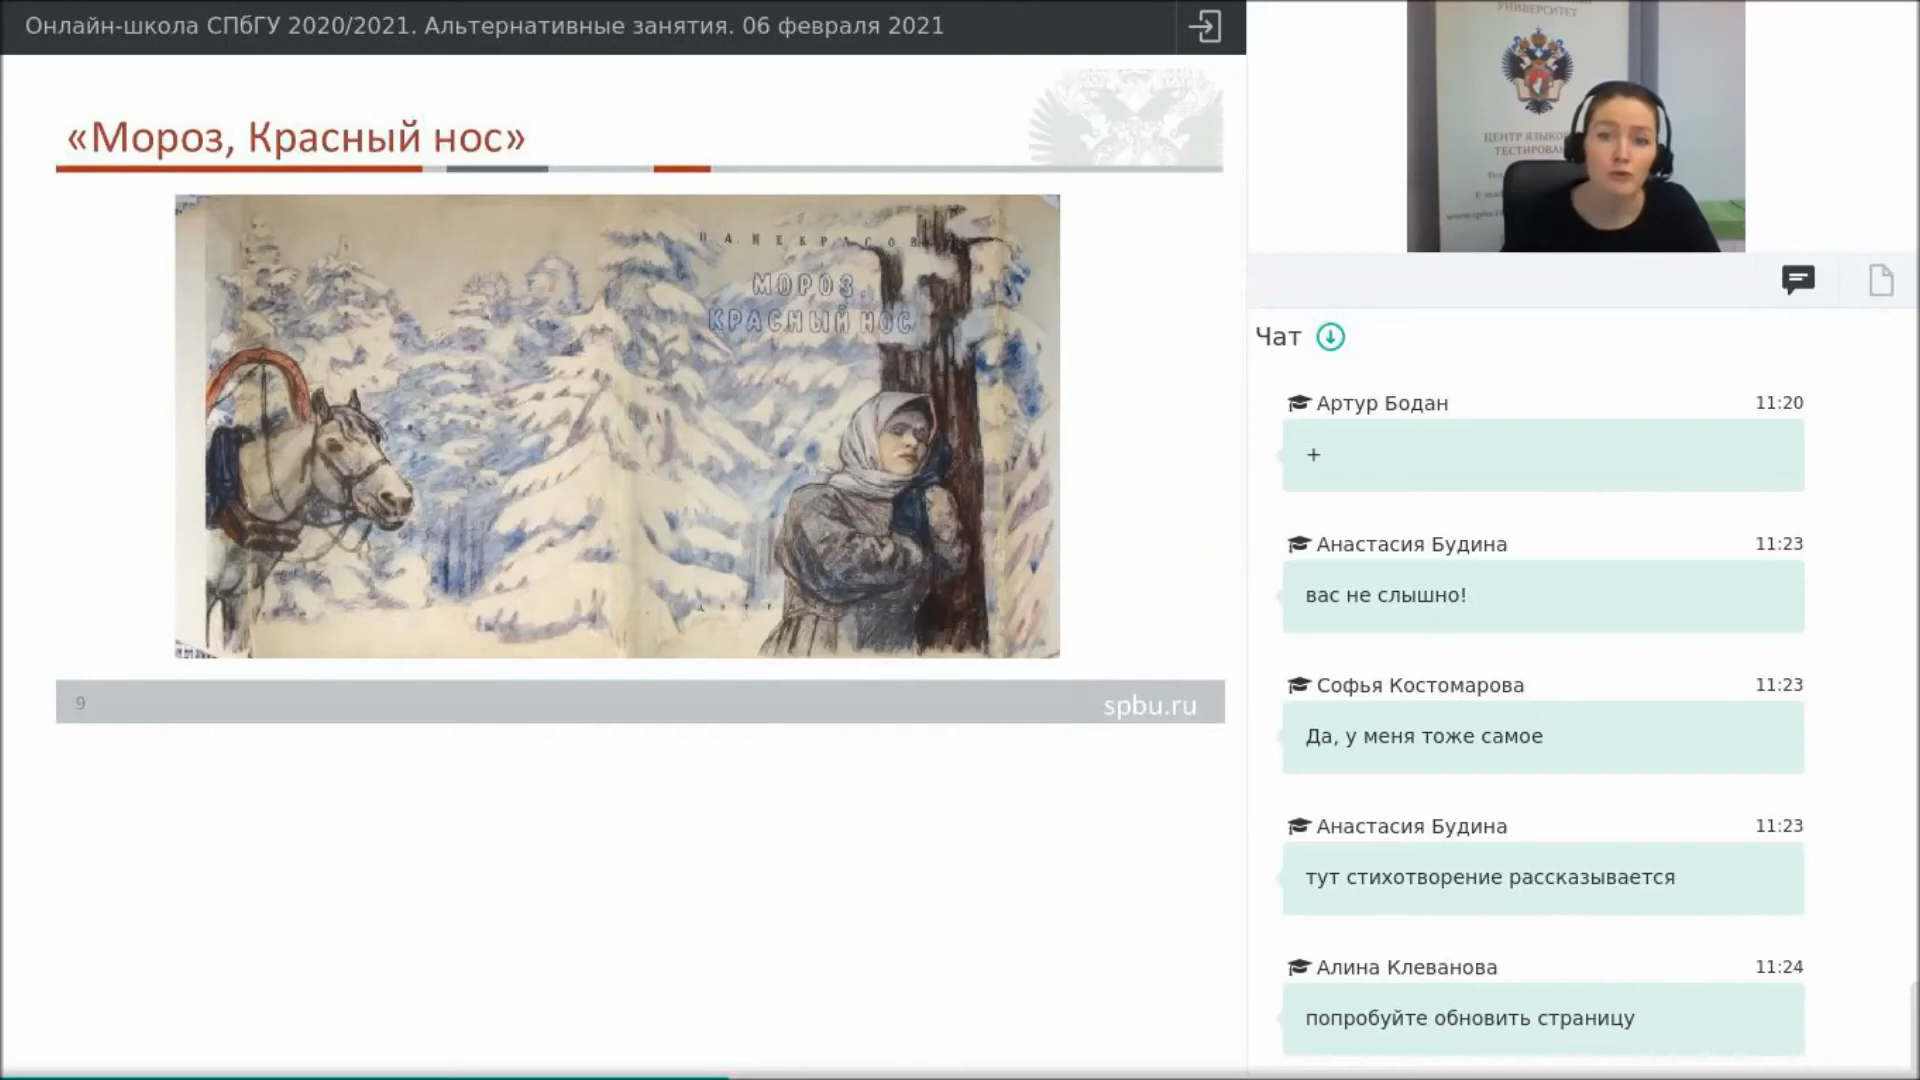 Онлайн-школа СПбГУ 2020/2021. Альтернативные занятия. 06 февраля 2021
«Мороз, Красный нос»
Н. А. НЕКРАСОВ
МОРОЗ,
КРАСНЫЙ НОС
9
spbu.ru
УНИВЕРСИТЕТ
ЦЕНТР
Чат
Артур Бодан 11:20
+
Анастасия Будина 11:23
вас не слышно!
Софья Костомарова 11:23
Да, у меня тоже самое
Анастасия Будина 11:23
тут стихотворение рассказывается
Алина Клеванова 11:24
попробуйте обновить страницу